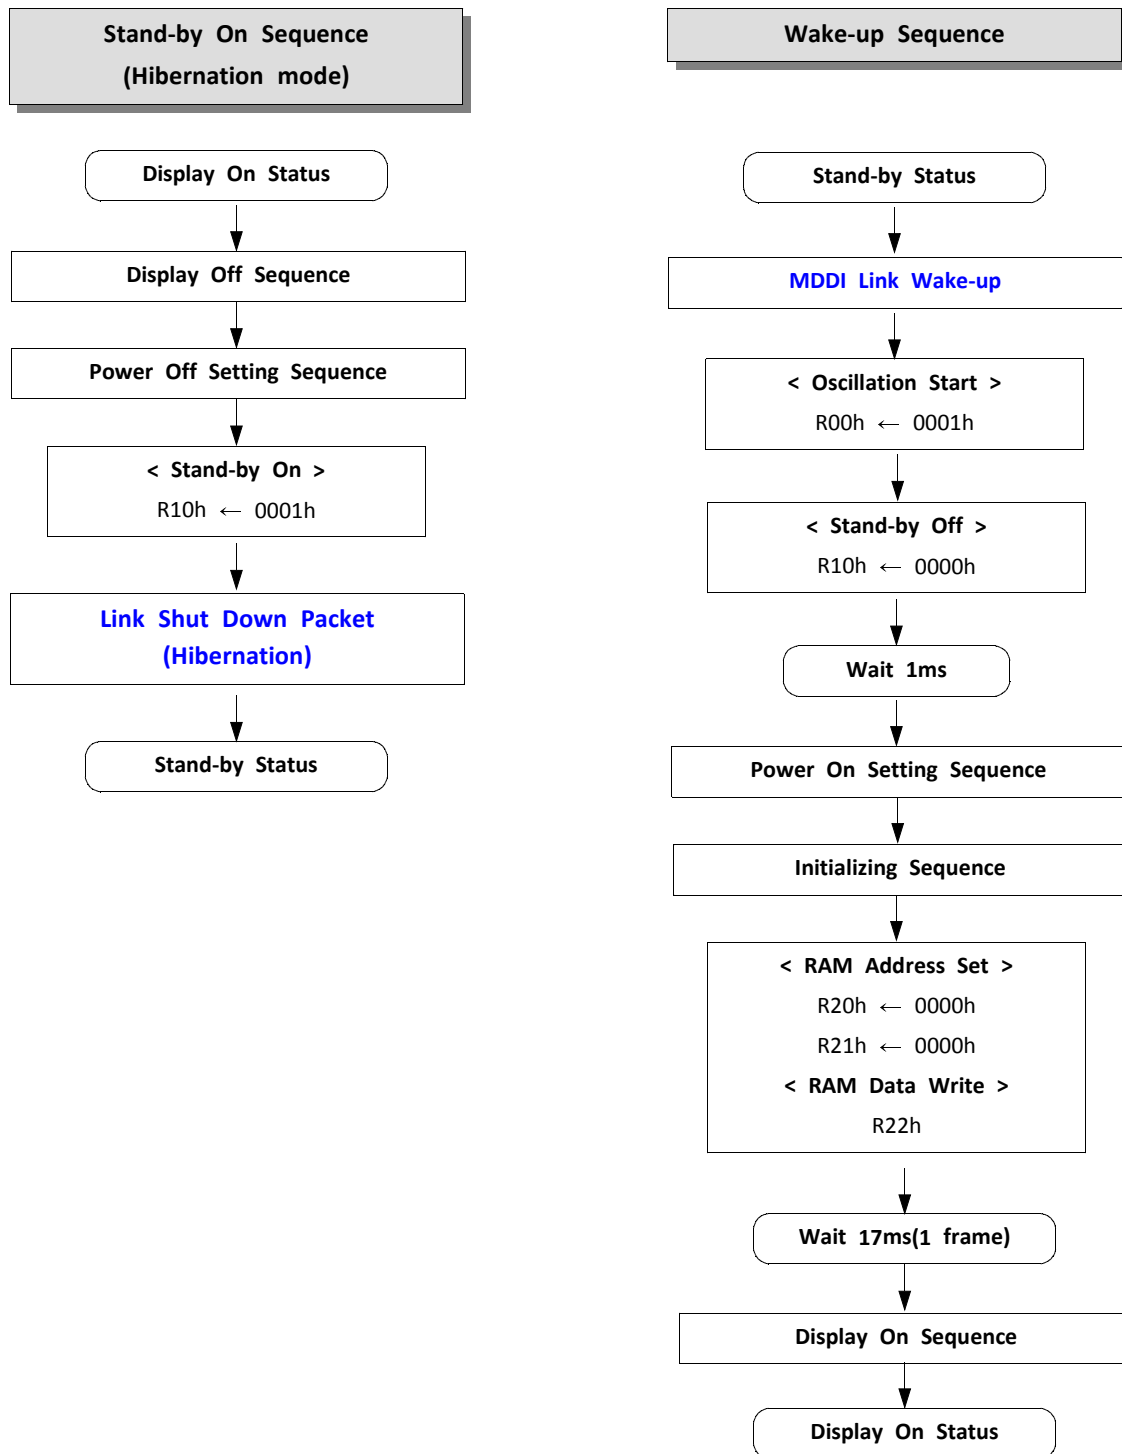 Stand-by On Sequence
(Hibernation mode)
Display On Status
Display Off Sequence
Power Off Setting Sequence
< Stand-by On >
R10h ← 0001h
Link Shut Down Packet
(Hibernation)
Stand-by Status
Wake-up Sequence
Stand-by Status
MDDI Link Wake-up
< Oscillation Start >
R00h ← 0001h
< Stand-by Off >
R10h ← 0000h
Wait 1ms
Power On Setting Sequence
Initializing Sequence
< RAM Address Set >
R20h ← 0000h
R21h ← 0000h
< RAM Data Write >
R22h
Wait 17ms(1 frame)
Display On Sequence
Display On Status